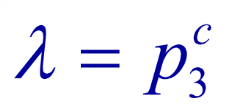 λ = p₃ᶜ